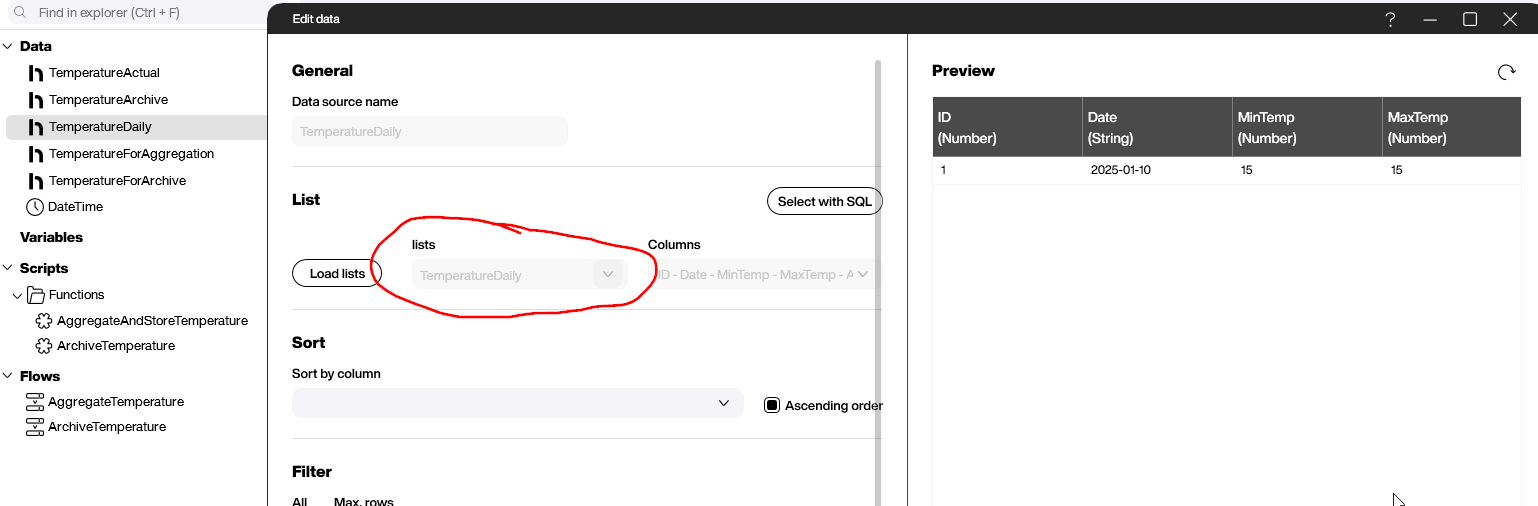 Find in explorer (Ctrl + F)
Data
TemperatureActual
TemperatureArchive
TemperatureDaily
TemperatureForAggregation
TemperatureForArchive
DateTime
Variables
Scripts
Functions
AggregateAndStoreTemperature
ArchiveTemperature
Flows
AggregateTemperature
ArchiveTemperature
Edit data
General
Data source name
TemperatureDaily
List
Select with SQL
lists
Columns
Load lists
TemperatureDaily
ID - Date - MinTemp - MaxTemp - A
Sort
Sort by column
Ascending order
Filter
All Max. rows
Preview
ID Date MinTemp MaxTemp
(Number) (String) (Number) (Number)
1 2025-01-10 15 15